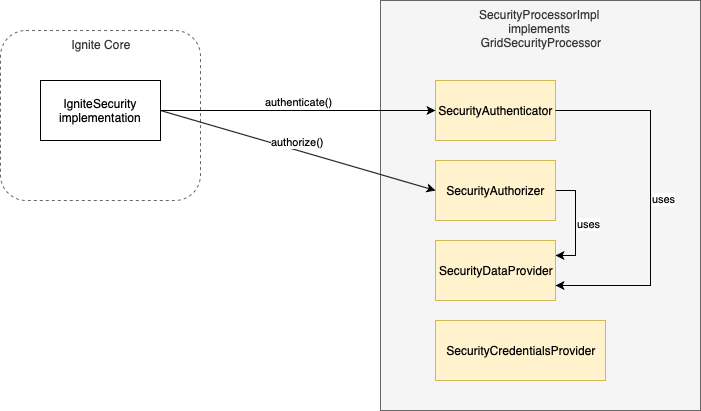 Ignite Core
IgniteSecurity
implementation
authenticate()
authorize()
SecurityProcessorImpl
implements
GridSecurityProcessor
SecurityAuthenticator
SecurityAuthorizer
uses
uses
SecurityDataProvider
SecurityCredentialsProvider